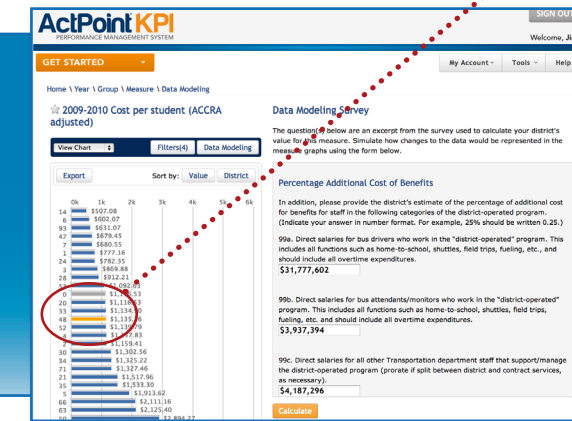 ActPoint KPI
PERFORMANCE MANAGEMENT SYSTEM
SIGN OUT
Welcome, Ji
GET STARTED
My Account
Tools
Help
Home \ Year \ Group \ Measure \ Data Modeling
2009-2010 Cost per student (ACCRA
adjusted)
View Chart
Filters(4)
Data Modeling
Export
Sort by:
Value
District
0k 1k 2k 3k 4k 5k 6k
14 $507.08
6 $602.07
93 $631.07
47 $679.45
7 $680.55
1 $777.16
24 $782.35
3 $869.88
28 $912.21
0
20
33
48
52
30 $1,302.56
34 $1,325.22
71 $1,327.46
21 $1,517.96
35 $1,533.30
5 $1,913.62
66 $2,111.16
63 $2,125.40
Data Modeling Survey
The question(s) below are an excerpt from the survey used to calculate your district's
value for this measure. Simulate how changes to the data would be represented in the
measure graphs using the form below.
Percentage Additional Cost of Benefits
In addition, please provide the district's estimate of the percentage of additional cost
for benefits for staff in the following categories of the district-operated program.
(Indicate your answer in number format. For example, 25% should be written 0.25.)
99a. Direct salaries for bus drivers who work in the "district-operated" program. This
includes all functions such as home-to-school, shuttles, field trips, fueling, etc., and
should include all overtime expenditures.
$31,777,602
99b. Direct salaries for bus attendants/monitors who work in the "district-operated"
program. This includes all functions such as home-to-school, shuttles, field trips,
fueling, etc. and should include all overtime expenditures.
$3,937,394
99c. Direct salaries for all other Transportation department staff that support/manage
the district-operated program (prorate if split between district and contract services,
as necessary).
$4,187,296
Calculate